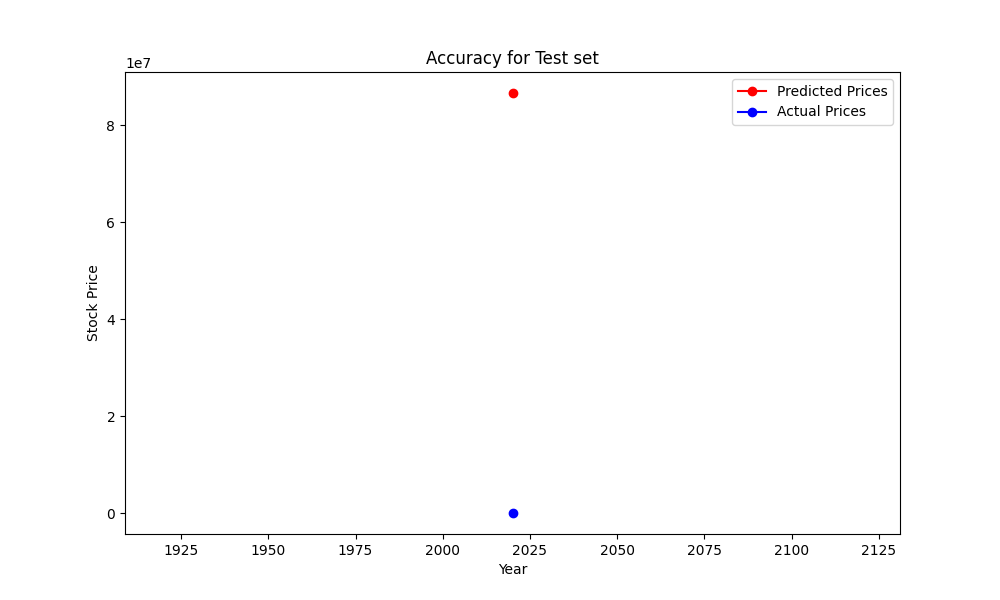 Accuracy for Test set
1e7
Predicted Prices
Actual Prices
8
6
4
2
0
Stock Price
1925 1950 1975 2000 2025 2050 2075 2100 2125
Year